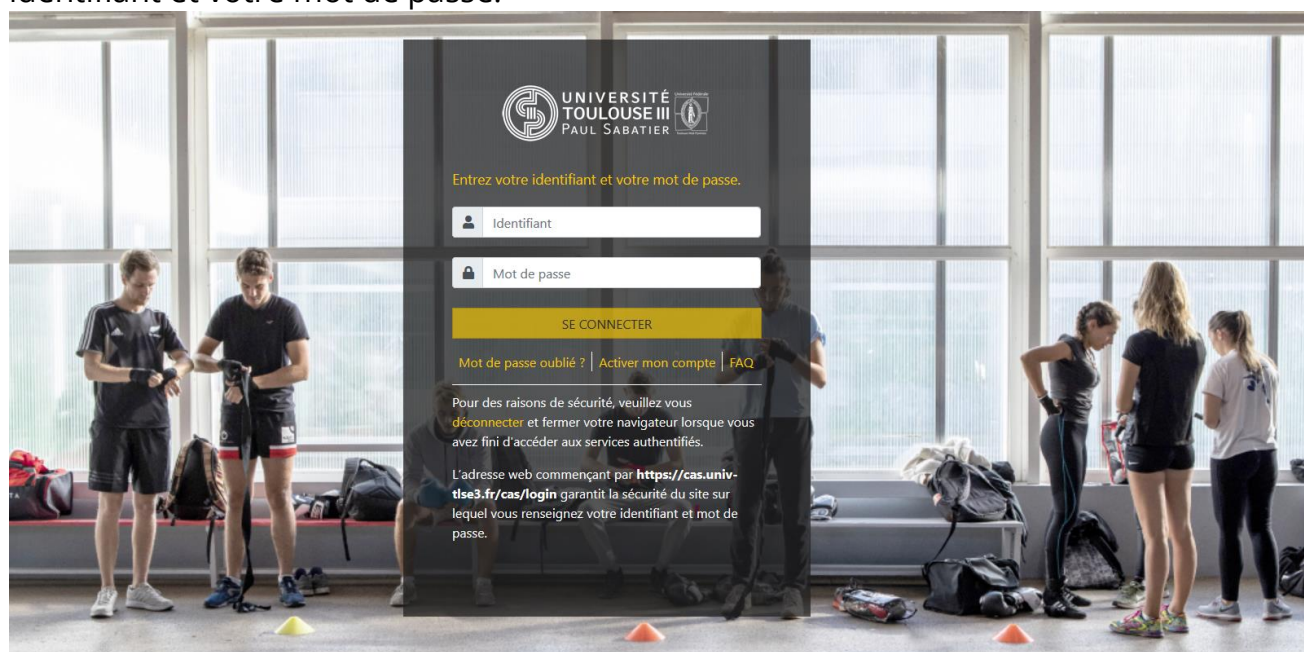 identifiant et votre mot de passe.
UNIVERSITÉ
TOULOUSE III
PAUL SABATIER
Entrez votre identifiant et votre mot de passe.
Identifiant
Mot de passe
SE CONNECTER
Mot de passe oublié ? | Activer mon compte | FAQ
Pour des raisons de sécurité, veuillez vous
déconnecter et fermer votre navigateur lorsque vous
avez fini d'accéder aux services authentifiés.
L'adresse web commençant par https://cas.univ-
tlse3.fr/cas/login garantit la sécurité du site sur
lequel vous renseignez votre identifiant et mot de
passe.